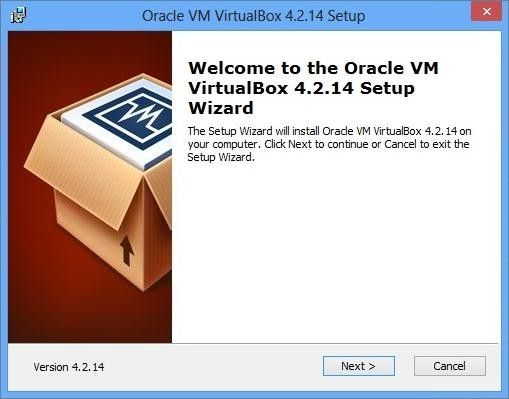 Oracle VM VirtualBox 4.2.14 Setup
Welcome to the Oracle VM
VirtualBox 4.2.14 Setup
Wizard
The Setup Wizard will install Oracle VM VirtualBox 4.2.14 on
your computer. Click Next to continue or Cancel to exit the
Setup Wizard.
Version 4.2.14
Next >
Cancel